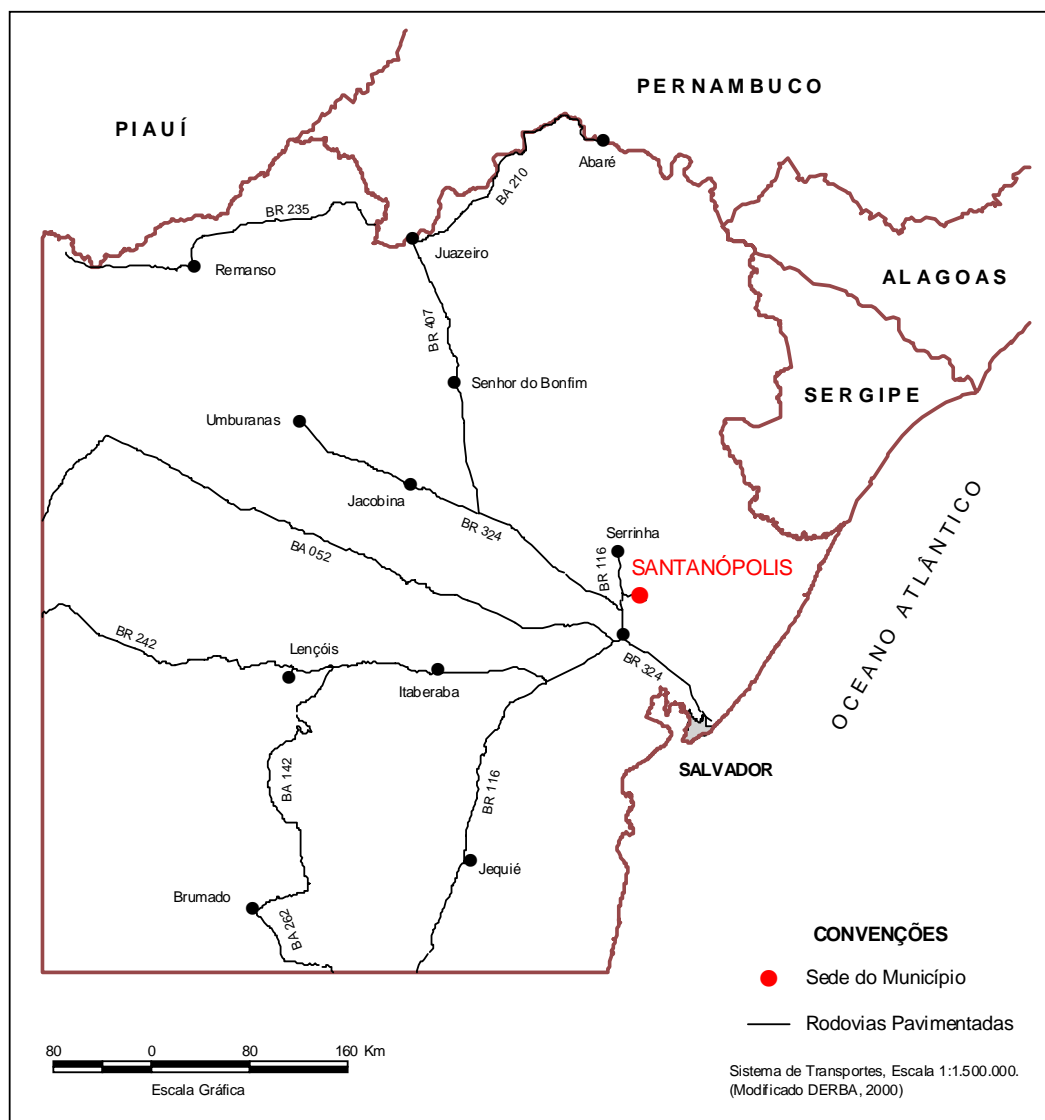 PERNAMBUCO
PIAUÍ
Abaré
BA 210
BR 235
Juazeiro
Remanso
ALAGOAS
BR 407
Senhor do Bonfim
SERGIPE
Umburanas
Jacobina
BR 324
OCEANO ATLÂNTICO
Serrinha
BA 052
BR 116
SANTANÓPOLIS
BR 242
Lençóis
BR 324
Itaberaba
SALVADOR
BA 142
BR 116
Jequié
Brumado
BA 262
CONVENÇÕES
Sede do Município
Rodovias Pavimentadas
80 0 80 160 Km
Escala Gráfica
Sistema de Transportes, Escala 1:1.500.000.
(Modificado DERBA, 2000)